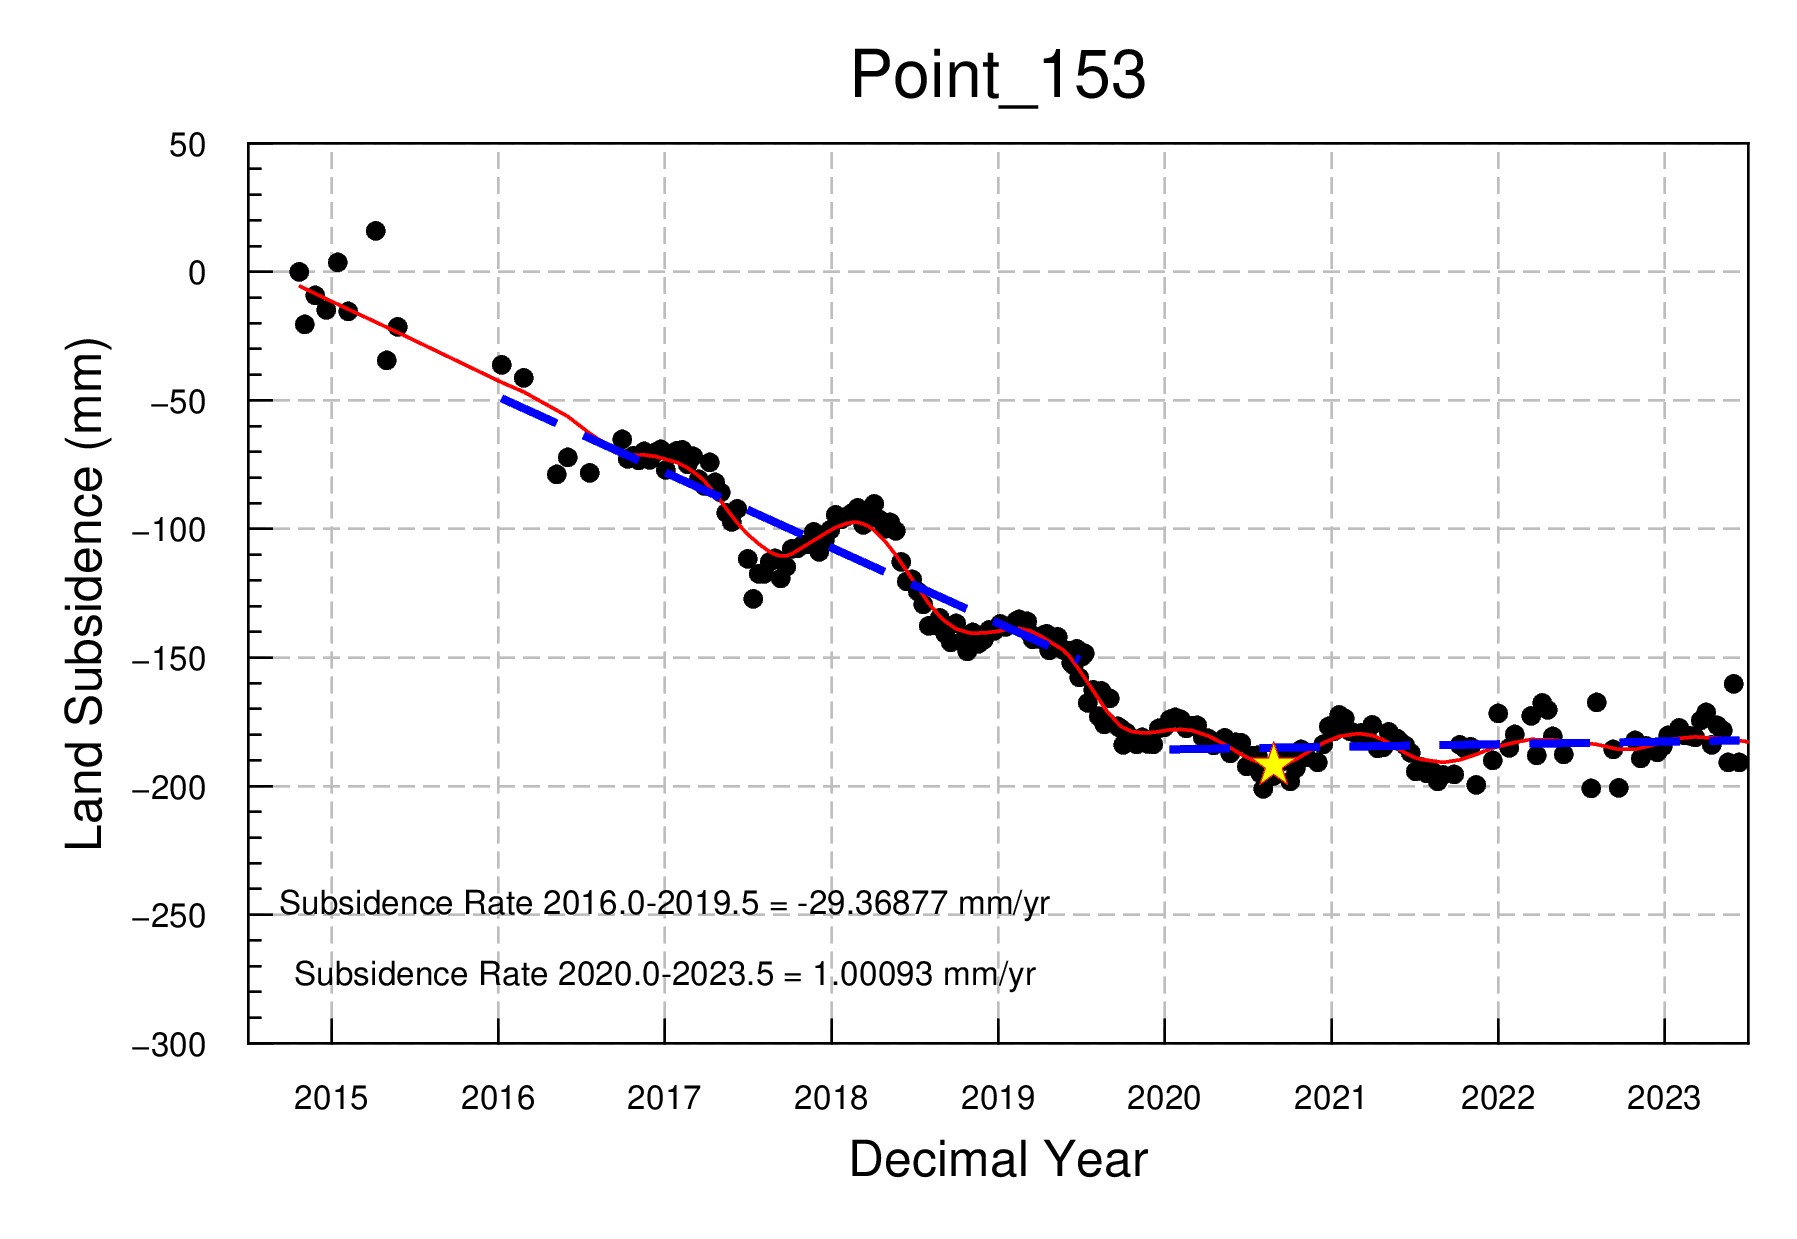 Point_153
50
0
−50
−100
−150
−200
−250
−300
Land Subsidence (mm)
Subsidence Rate 2016.0-2019.5 = -29.36877 mm/yr
Subsidence Rate 2020.0-2023.5 = 1.00093 mm/yr
2015 2016 2017 2018 2019 2020 2021 2022 2023
Decimal Year